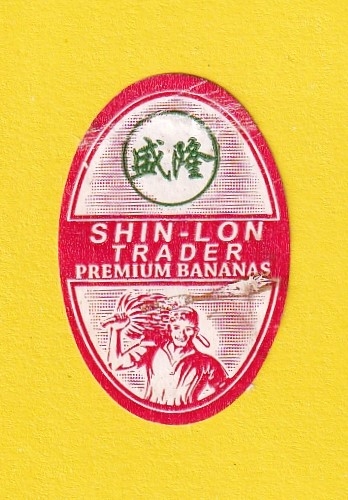 盛隆
SHIN-LON
TRADER
PREMIUM BANANAS